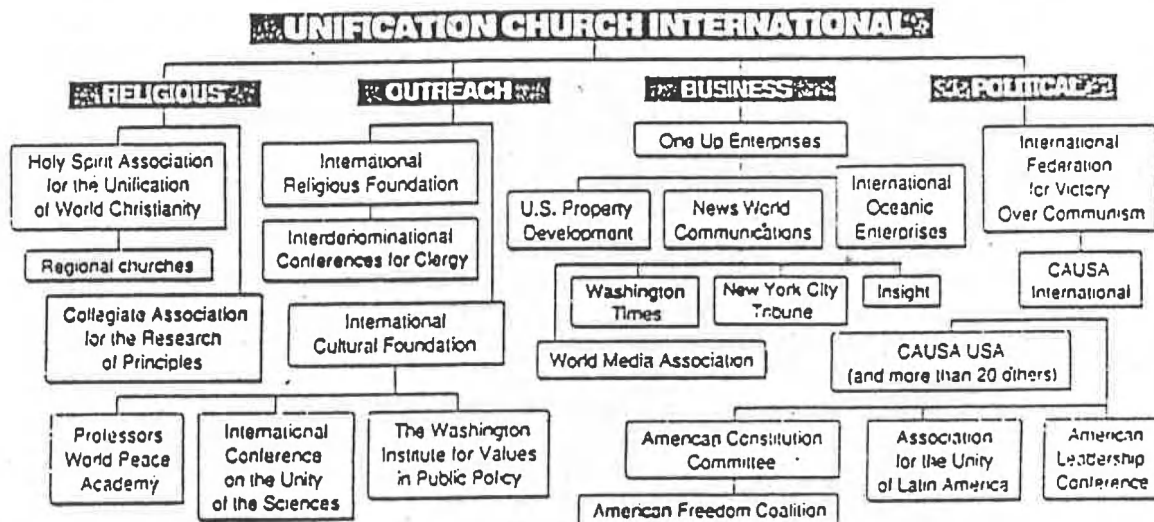 UNIFICATION CHURCH INTERNATIONAL
RELIGIOUS
Holy Spirit Association
for the Unification
of World Christianity
Regional churches
Collegiate Association
for the Research
of Principles
OUTREACH
International
Religious Foundation
Interdenominational
Conferences for Clergy
International
Cultural Foundation
Professors
World Peace
Academy
International
Conference
on the Unity
of the Sciences
The Washington
Institute for Values
in Public Policy
BUSINESS
One Up Enterprises
U.S. Property
Development
News World
Communications
International
Oceanic
Enterprises
Washington
Times
New York City
Tribune
Insight
World Media Association
POLITICAL
International
Federation
for Victory
Over Communism
CAUSA
International
CAUSA USA
(and more than 20 others)
American Constitution
Committee
American Freedom Coalition
Association
for the Unity
of Latin America
American
Leadership
Conference